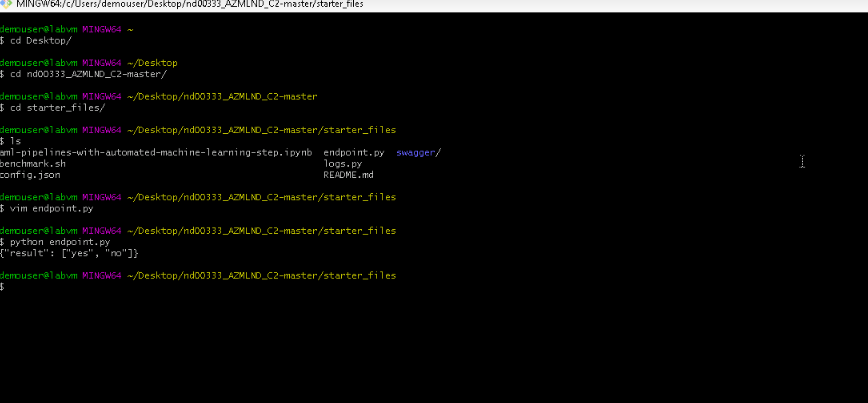 MINGW64:/c/Users/demouser/Desktop/nd00333_AZMLND_C2-master/starter_files
demouser@labvm MINGW64 ~
$ cd Desktop/
demouser@labvm MINGW64 ~/Desktop
$ cd nd00333_AZMLND_C2-master/
demouser@labvm MINGW64 ~/Desktop/nd00333_AZMLND_C2-master
$ cd starter_files/
demouser@labvm MINGW64 ~/Desktop/nd00333_AZMLND_C2-master/starter_files
$ ls
aml-pipelines-with-automated-machine-learning-step.ipynb endpoint.py swagger/
benchmark.sh logs.py
config.json README.md
demouser@labvm MINGW64 ~/Desktop/nd00333_AZMLND_C2-master/starter_files
$ vim endpoint.py
demouser@labvm MINGW64 ~/Desktop/nd00333_AZMLND_C2-master/starter_files
$ python endpoint.py
{"result": ["yes", "no"]}
demouser@labvm MINGW64 ~/Desktop/nd00333_AZMLND_C2-master/starter_files
$